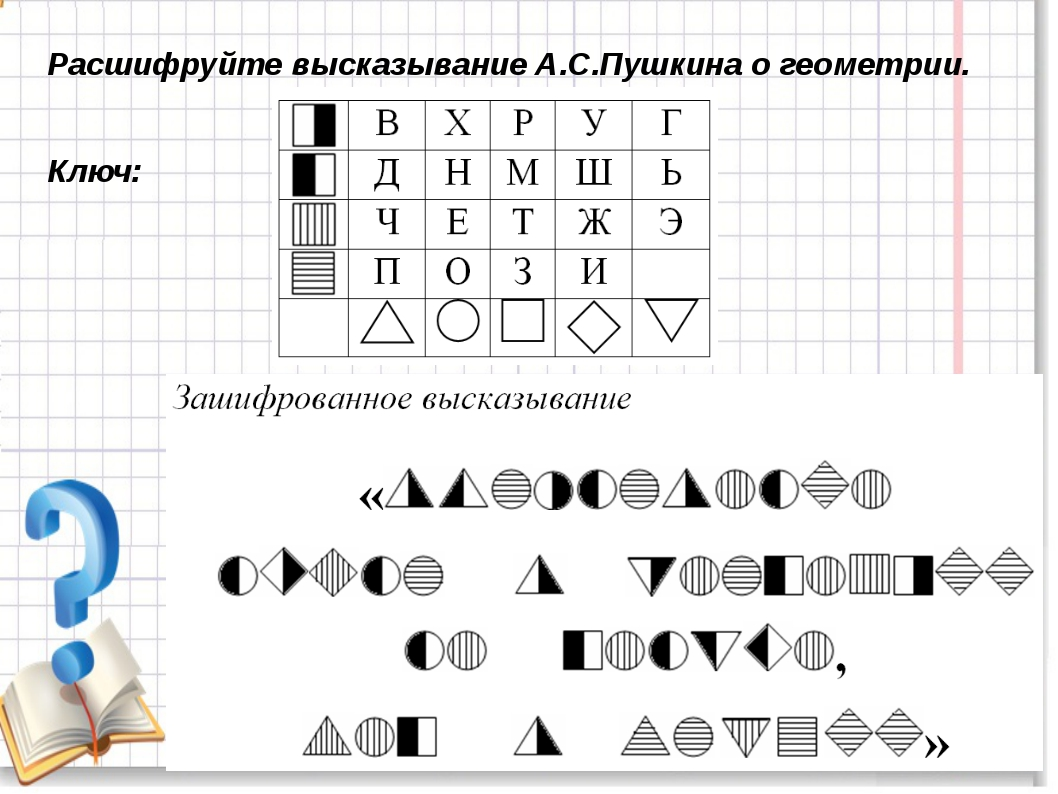 Расшифруйте высказывание А.С.Пушкина о геометрии.
Ключ:
В Х Р У Г
Д Н М Ш Ь
Ч Е Т Ж Э
П О З И
Зашифрованное высказывание
«
,
»